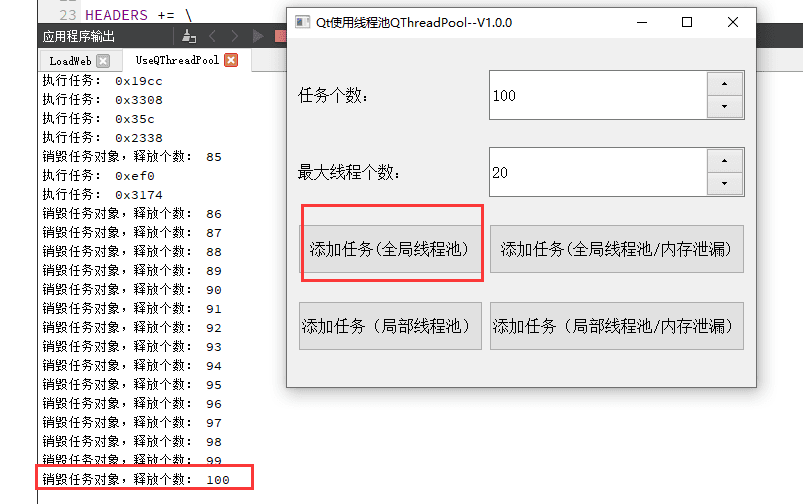 22
23 HEADERS += \
应用程序输出
LoadWeb
UseQThreadPool
执行任务： 0x19cc
执行任务： 0x3308
执行任务： 0x35c
执行任务： 0x2338
销毁任务对象，释放个数： 85
执行任务： 0xef0
执行任务： 0x3174
销毁任务对象，释放个数： 86
销毁任务对象，释放个数： 87
销毁任务对象，释放个数： 88
销毁任务对象，释放个数： 89
销毁任务对象，释放个数： 90
销毁任务对象，释放个数： 91
销毁任务对象，释放个数： 92
销毁任务对象，释放个数： 93
销毁任务对象，释放个数： 94
销毁任务对象，释放个数： 95
销毁任务对象，释放个数： 96
销毁任务对象，释放个数： 97
销毁任务对象，释放个数： 98
销毁任务对象，释放个数： 99
销毁任务对象，释放个数： 100
Qt使用线程池QThreadPool--V1.0.0
任务个数：
100
最大线程个数：
20
添加任务(全局线程池）
添加任务(全局线程池/内存泄漏）
添加任务（局部线程池）
添加任务（局部线程池/内存泄漏）